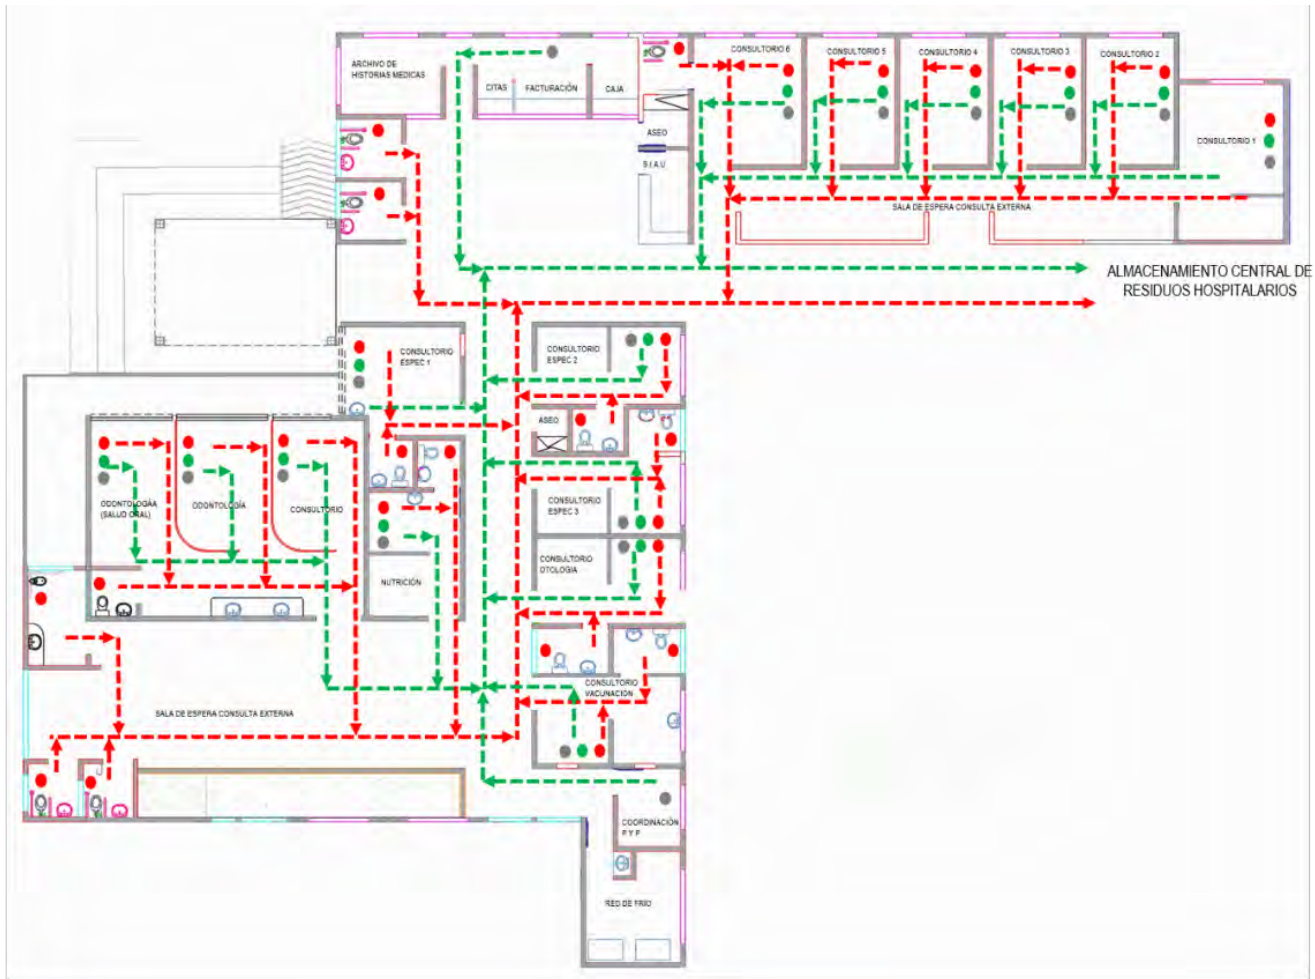 CONSULTORIO 6
CONSULTORIO 5
CONSULTORIO 4
CONSULTORIO 3
CONSULTORIO 2
ARCHIVO DE
HISTORIAS MEDICAS
CITAS
FACTURACIÓN
CAJA
ASEO
S.I.A.U
CONSULTORIO 1
SALA DE ESPERA CONSULTA EXTERNA
ALMACENAMIENTO CENTRAL DE
RESIDUOS HOSPITALARIOS
CONSULTORIO
ESPEC 1
CONSULTORIO
ESPEC 2
ASEO
ODONTOLOGÁA
(SALUD ORAL)
ODONTOLOGÍA
CONSULTORIO
CONSULTORIO
ESPEC 3
CONSULTORIO
OTOLOGIA
NUTRICIÓN
CONSULTORIO
VACUNACIÓN
SALA DE ESPERA CONSULTA EXTERNA
COORDINACIÓN
P Y P
RED DE FRIO